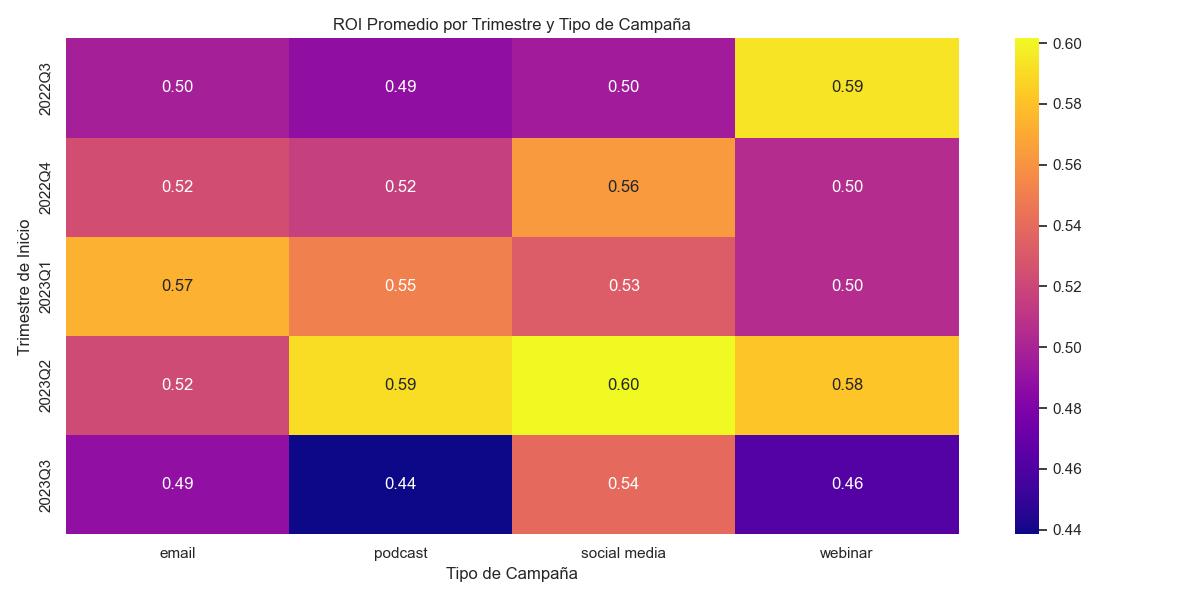 ROI Promedio por Trimestre y Tipo de Campaña
Trimestre de Inicio
2022Q3
0.50 0.49 0.50 0.59
2022Q4
0.52 0.52 0.56 0.50
2023Q1
0.57 0.55 0.53 0.50
2023Q2
0.52 0.59 0.60 0.58
2023Q3
0.49 0.44 0.54 0.46
email podcast social media webinar
Tipo de Campaña
0.60
0.58
0.56
0.54
0.52
0.50
0.48
0.46
0.44